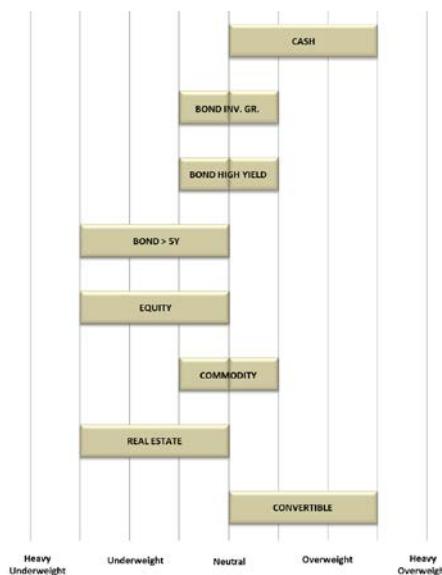 CASH
BOND INV. GR.
BOND HIGH YIELD
BOND > 5Y
EQUITY
COMMODITY
REAL ESTATE
CONVERTIBLE
Heavy Underweight Neutral Overweight Heavy
Underweight Overweight